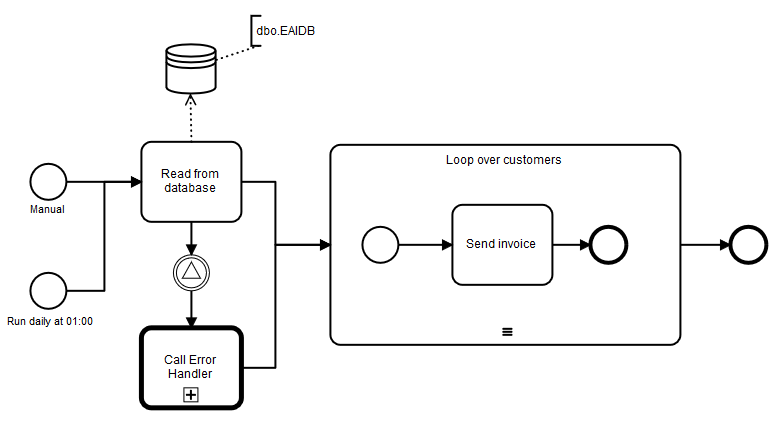 dbo.EAIDB
Read from
database
Manual
Run daily at 01:00
Call Error
Handler
Loop over customers
Send invoice